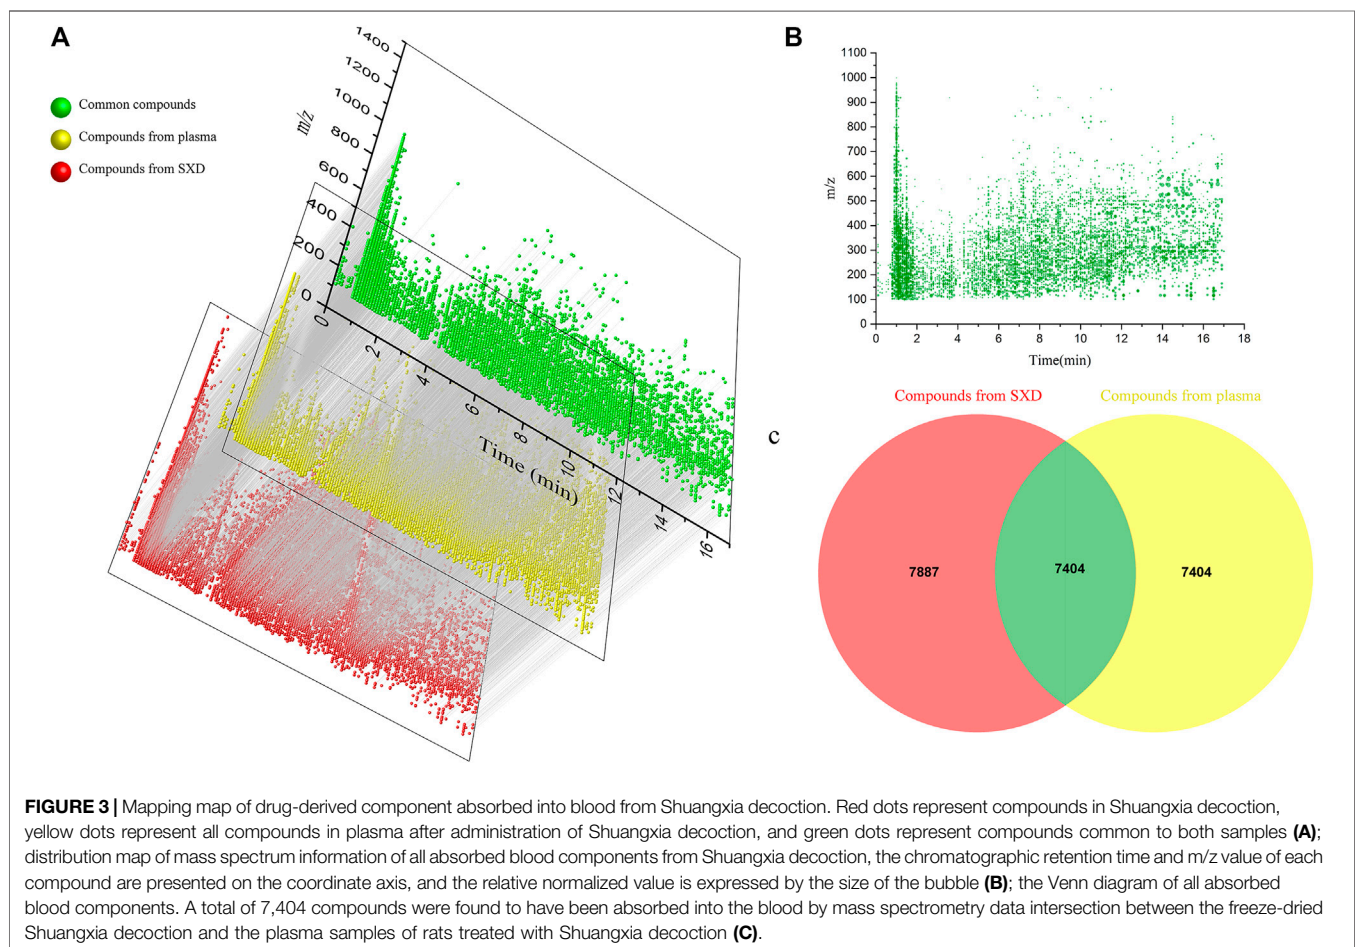 A
Common compounds
Compounds from plasma
Compounds from SXD
m/z
1400
1200
1000
800
600
400
200
0
0
2
4
6
8
10
12
14
16
Time (min)
B
1100
1000
900
800
700
600
500
400
300
200
100
0
m/z
0 2 4 6 8 10 12 14 16 18
Time(min)
c
Compounds from SXD Compounds from plasma
7887 7404 7404
FIGURE 3 | Mapping map of drug-derived component absorbed into blood from Shuangxia decoction. Red dots represent compounds in Shuangxia decoction,
yellow dots represent all compounds in plasma after administration of Shuangxia decoction, and green dots represent compounds common to both samples (A);
distribution map of mass spectrum information of all absorbed blood components from Shuangxia decoction, the chromatographic retention time and m/z value of each
compound are presented on the coordinate axis, and the relative normalized value is expressed by the size of the bubble (B); the Venn diagram of all absorbed
blood components. A total of 7,404 compounds were found to have been absorbed into the blood by mass spectrometry data intersection between the freeze-dried
Shuangxia decoction and the plasma samples of rats treated with Shuangxia decoction (C).